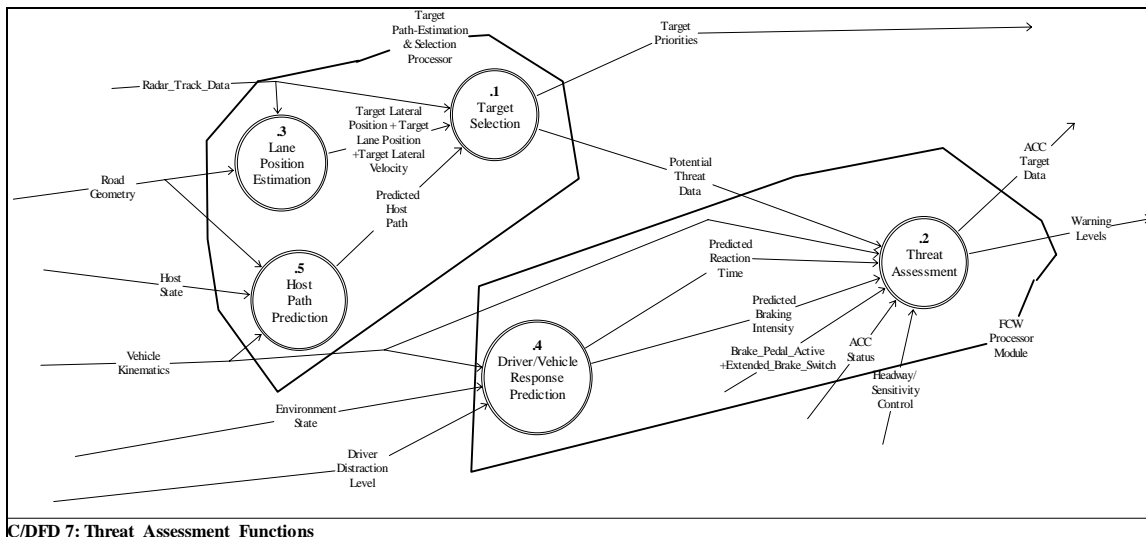 Target
Path-Estimation
& Selection
Processor
Target
Priorities
Radar_Track_Data
.1
Target
Selection
Target Lateral
Position + Target
Lane Position
+Target Lateral
Velocity
.3
Lane
Position
Estimation
Road
Geometry
Predicted
Host
Path
Potential
Threat
Data
ACC
Target
Data
Warning
Levels
.2
Threat
Assessment
Predicted
Reaction
Time
.5
Host
Path
Prediction
Host
State
Predicted
Braking
Intensity
FCW
Processor
Module
Vehicle
Kinematics
.4
Driver/Vehicle
Response
Prediction
Brake_Pedal_Active
+Extended_Brake_Switch
ACC
Status
Headway/
Sensitivity
Control
Environment
State
Driver
Distraction
Level
C/DFD 7: Threat_Assessment_Functions